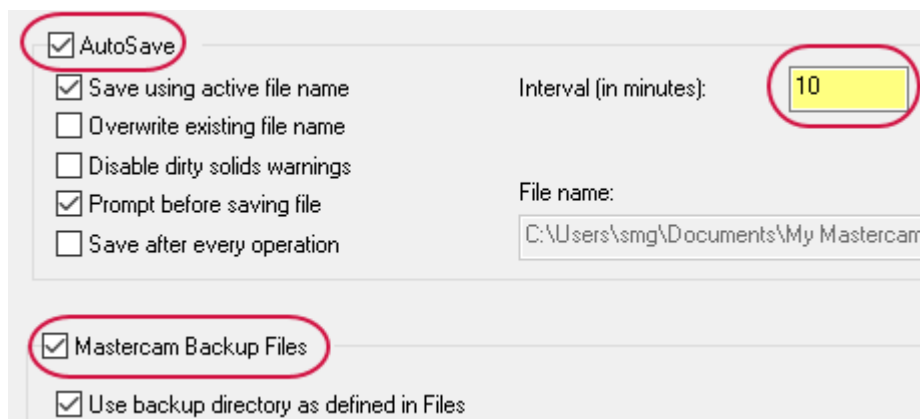 AutoSave
Save using active file name
Interval (in minutes):
10
Overwrite existing file name
Disable dirty solids warnings
Prompt before saving file
File name:
Save after every operation
C:\Users\smg\Documents\My Mastercam
Mastercam Backup Files
Use backup directory as defined in Files